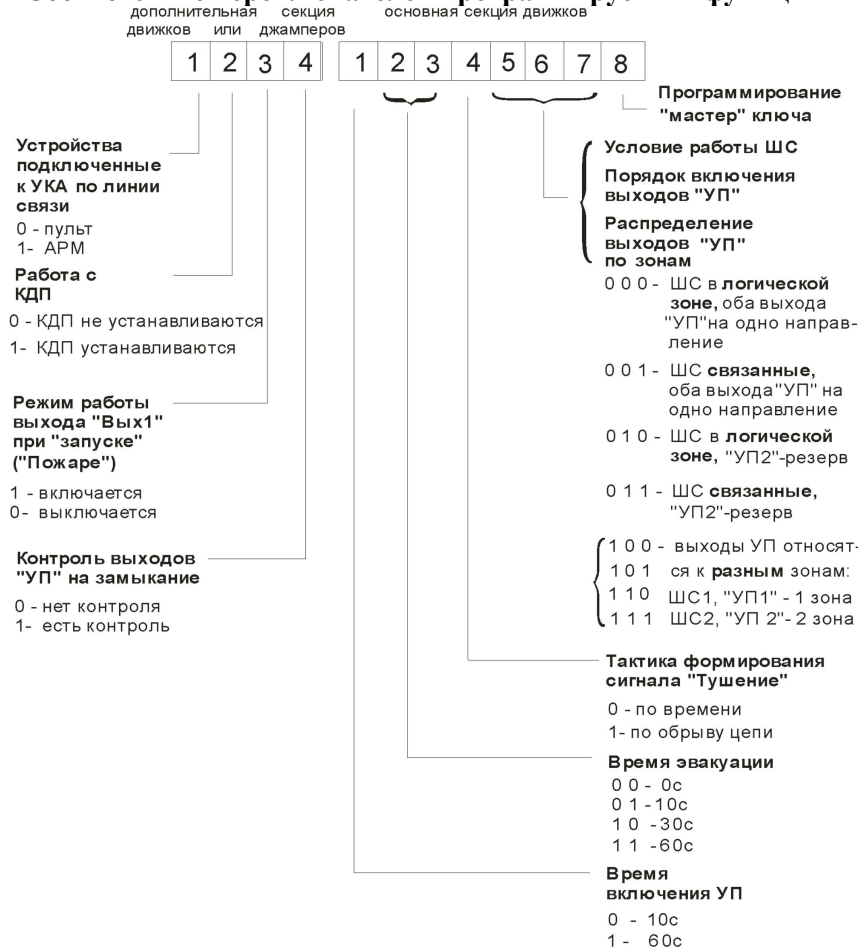 дополнительная секция
движков или джамперов
основная секция движков
1 2 3 4 1 2 3 4 5 6 7 8
Программирование
"мастер" ключа
Устройства
подключенные
к УКА по линии
связи
0 - пульт
1- АРМ
Работа с
КДП
0 - КДП не устанавливаются
1- КДП устанавливаются
Режим работы
выхода "Вых1"
при "запуске"
("Пожаре")
1 - включается
0- выключается
Контроль выходов
"УП" на замыкание
0 - нет контроля
1- есть контроль
Условие работы ШС
Порядок включения
выходов "УП"
Распределение
выходов "УП"
по зонам
0 0 0 - ШС в логической
зоне, оба выхода
"УП"на одно направ-
ление
0 0 1 - ШС связанные,
оба выхода"УП" на
одно направление
0 1 0 - ШС в логической
зоне, "УП2"-резерв
0 1 1 - ШС связанные,
"УП2"-резерв
1 0 0 - выходы УП относят-
1 0 1 ся к разным зонам:
1 1 0 ШС1, "УП1" - 1 зона
1 1 1 ШС2, "УП 2"- 2 зона
Тактика формирования
сигнала "Тушение"
0 - по времени
1- по обрыву цепи
Время эвакуации
0 0 - 0с
0 1 -10с
1 0 -30с
1 1 -60с
Время
включения УП
0 - 10с
1 - 60с